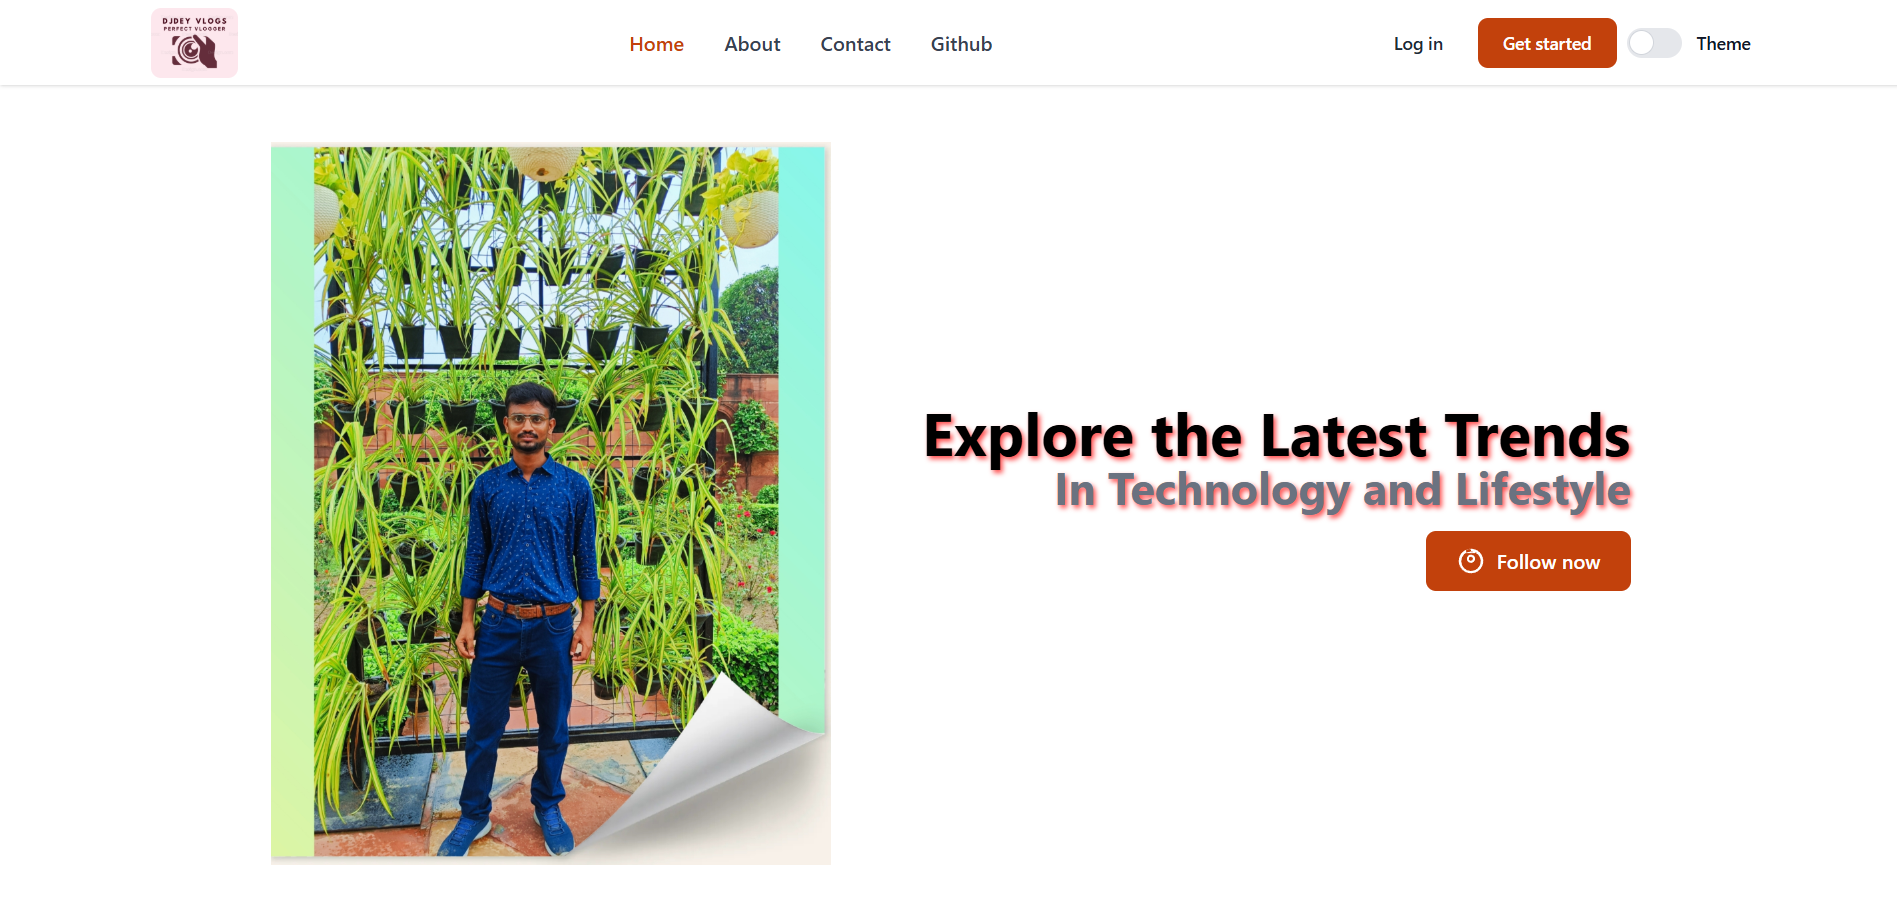 DJDEY VLOGS
PERFECT VLOGGER
Home
About
Contact
Github
Log in
Get started
Theme
Explore the Latest Trends
In Technology and Lifestyle
Follow now